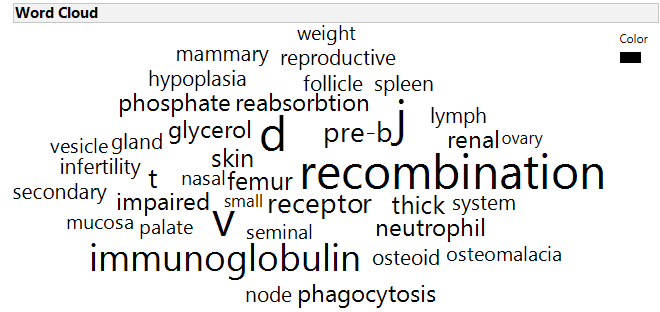 Word Cloud
Color
weight
mammary reproductive
hypoplasia follicle spleen
phosphate reabsorbtion j lymph
vesicle gland glycerol d pre-b renal ovary
infertility skin recombination
secondary t nasal femur
impaired small receptor thick system
mucosa palate v seminal neutrophil
immunoglobulin osteoid osteomalacia
node phagocytosis